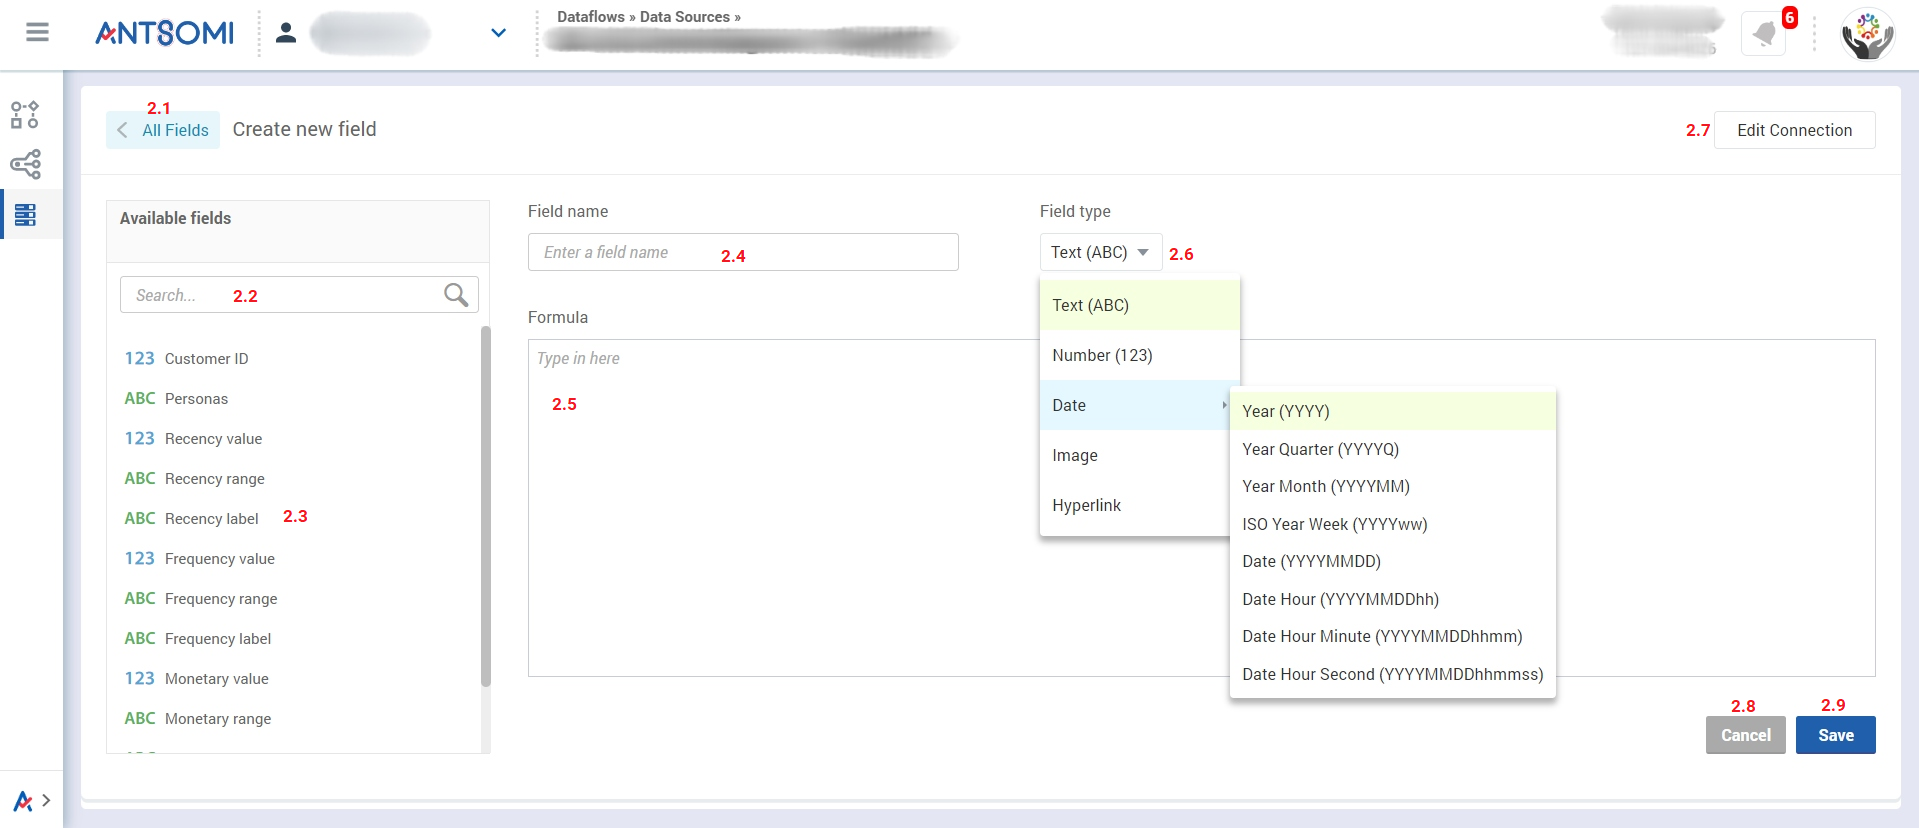 ANTSOMI
Dataflows » Data Sources »
6
2.1
All Fields
Create new field
2.7
Edit Connection
Available fields
Search...
2.2
123 Customer ID
ABC Personas
123 Recency value
ABC Recency range
ABC Recency label
2.3
123 Frequency value
ABC Frequency range
ABC Frequency label
123 Monetary value
ABC Monetary range
Field name
Enter a field name
2.4
Field type
Text (ABC)
2.6
Formula
Type in here
2.5
Text (ABC)
Number (123)
Date
Image
Hyperlink
Year (YYYY)
Year Quarter (YYYYQ)
Year Month (YYYYMM)
ISO Year Week (YYYYww)
Date (YYYYMMDD)
Date Hour (YYYYMMDDhh)
Date Hour Minute (YYYYMMDDhhmm)
Date Hour Second (YYYYMMDDhhmmss)
2.8
Cancel
2.9
Save